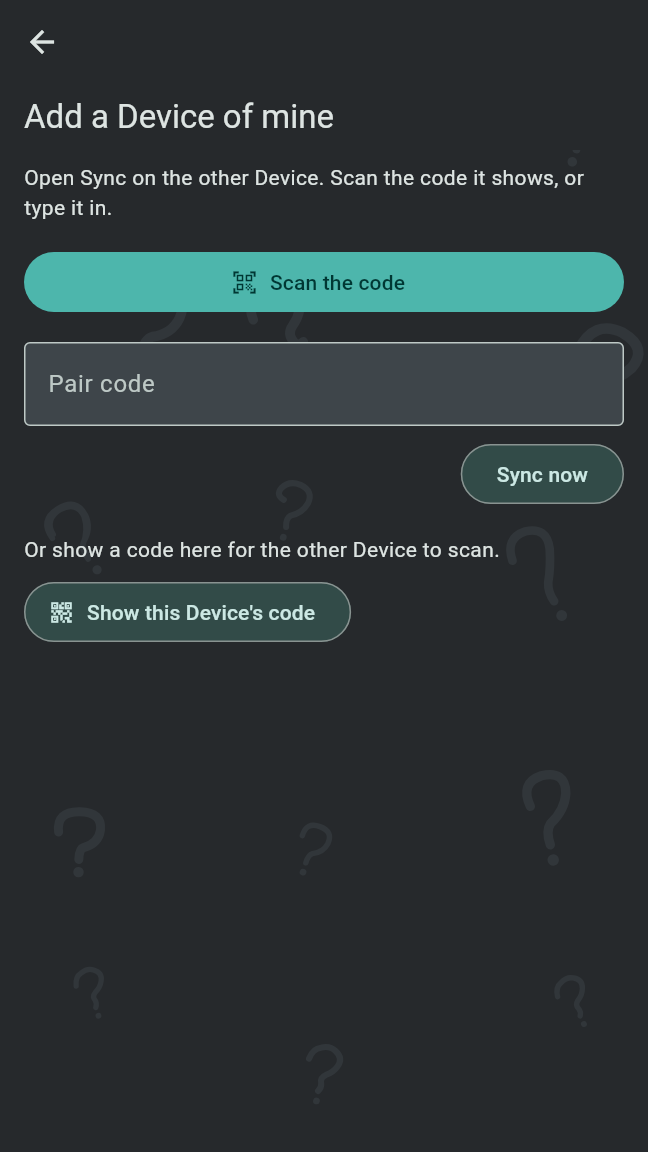 Add a Device of mine
Open Sync on the other Device. Scan the code it shows, or
type it in.
Scan the code
Pair code
Sync now
Or show a code here for the other Device to scan.
Show this Device's code